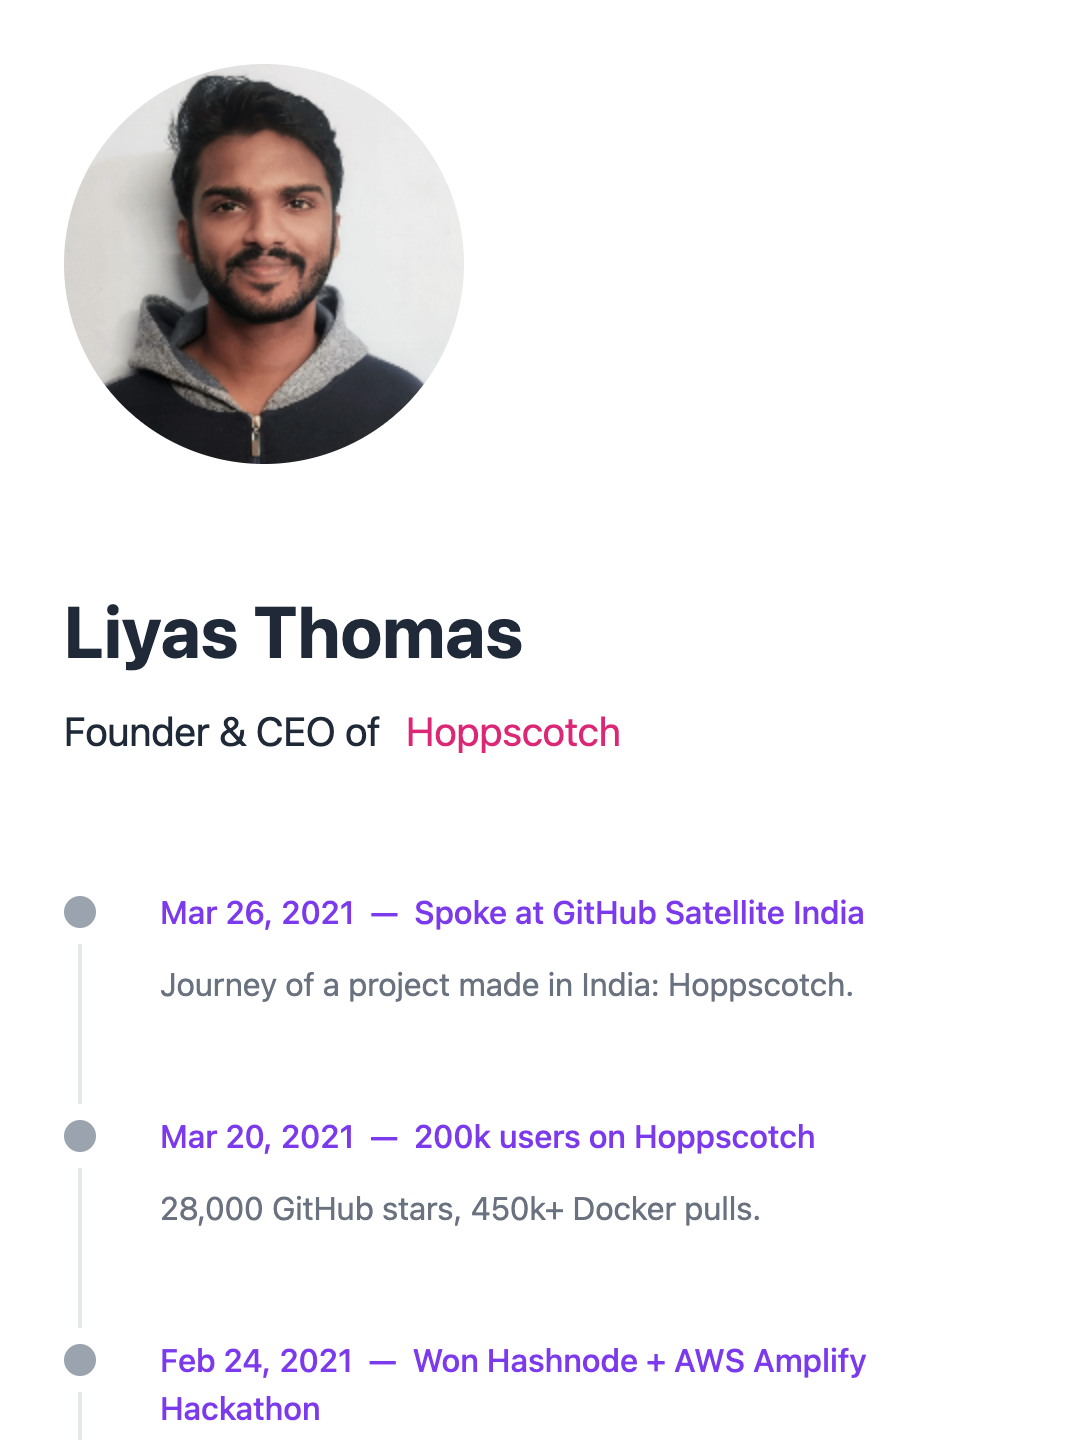 Liyas Thomas
Founder & CEO of Hoppscotch
Mar 26, 2021 — Spoke at GitHub Satellite India
Journey of a project made in India: Hoppscotch.
Mar 20, 2021 — 200k users on Hoppscotch
28,000 GitHub stars, 450k+ Docker pulls.
Feb 24, 2021 — Won Hashnode + AWS Amplify
Hackathon